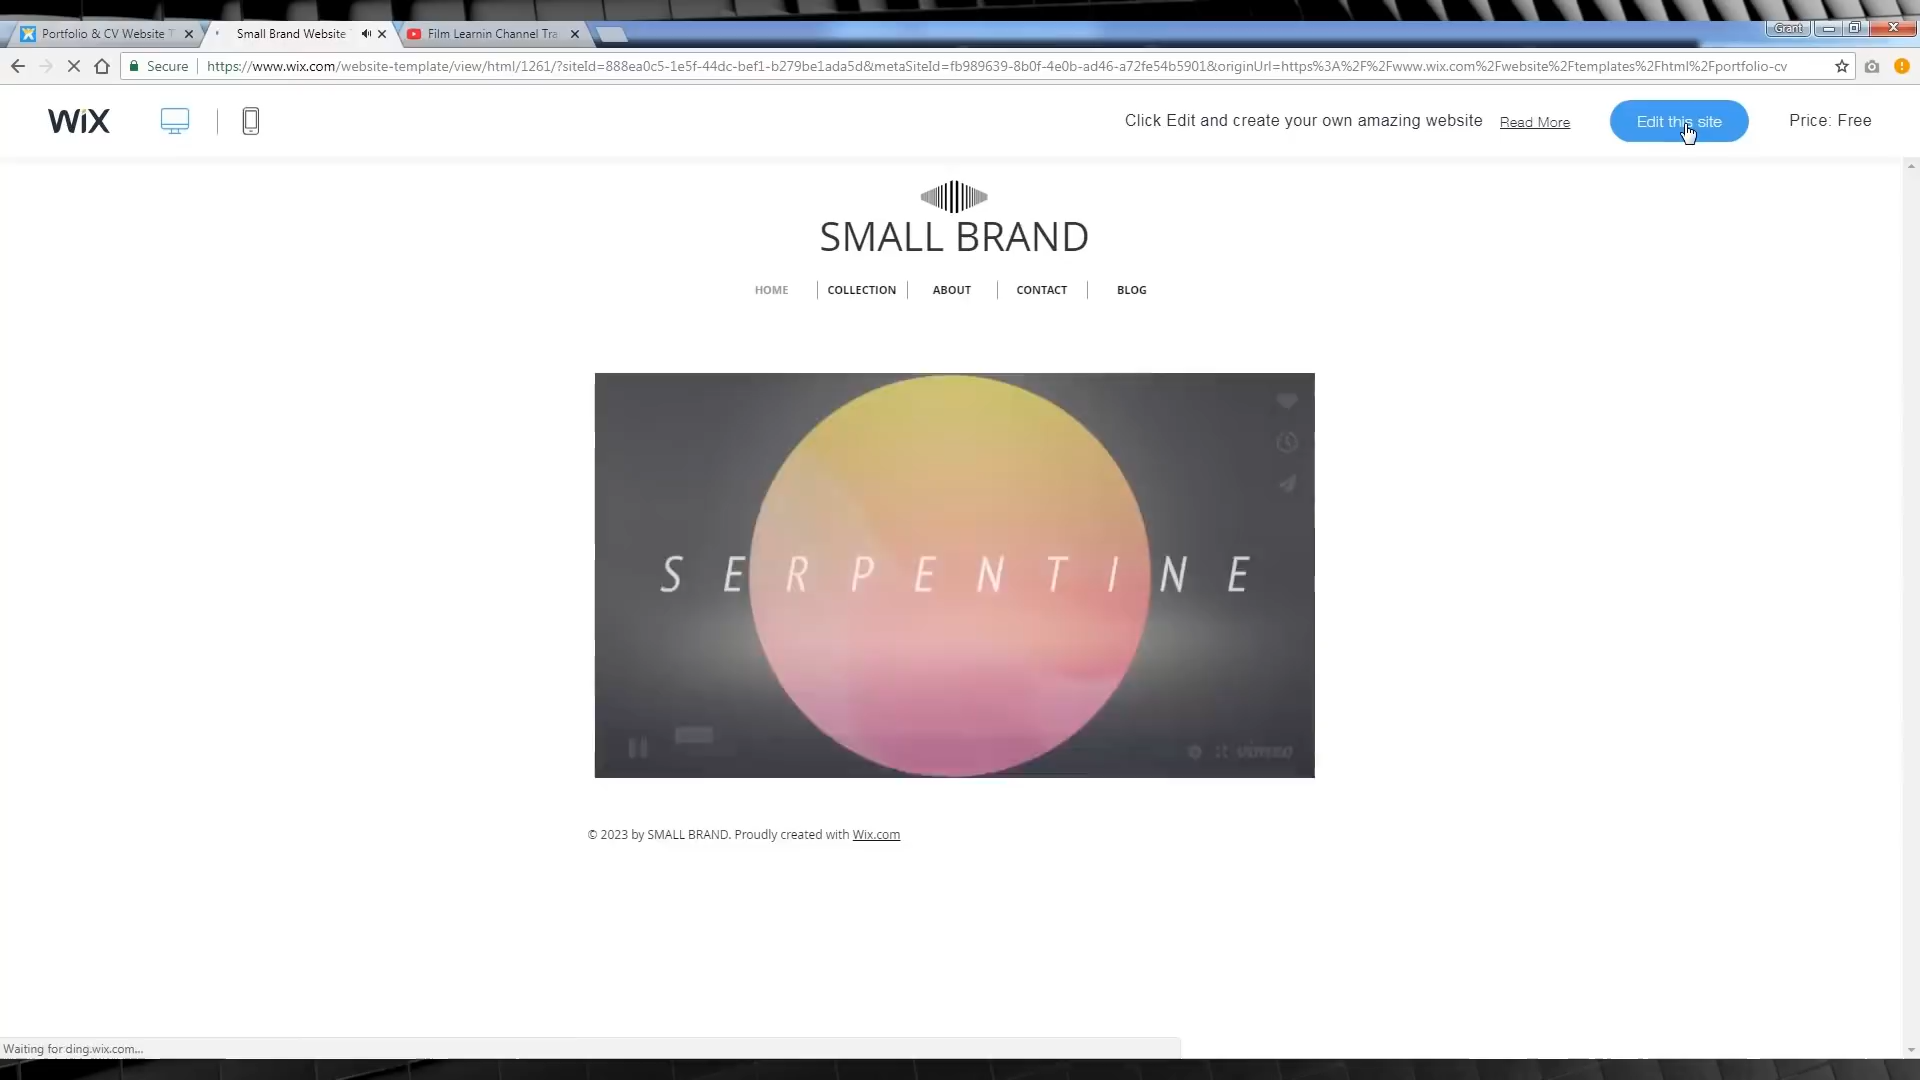 Portfolio & CV Website T
Small Brand Website
Film Learnin Channel Tra
Grant
Secure
https://www.wix.com/website-template/view/html/1261/?siteId=888ea0c5-1e5f-44dc-bef1-b279be1ada5d&metaSiteId=fb989639-8b0f-4e0b-ad46-a72fe54b5901&originUrl=https%3A%2F%2Fwww.wix.com%2Fwebsite%2Ftemplates%2Fhtml%2Fportfolio-cv
WiX
Click Edit and create your own amazing website
Read More
Edit this site
Price: Free
SMALL BRAND
HOME
COLLECTION
ABOUT
CONTACT
BLOG
SERPENTINE
vimeo
© 2023 by SMALL BRAND. Proudly created with Wix.com
Waiting for ding.wix.com...